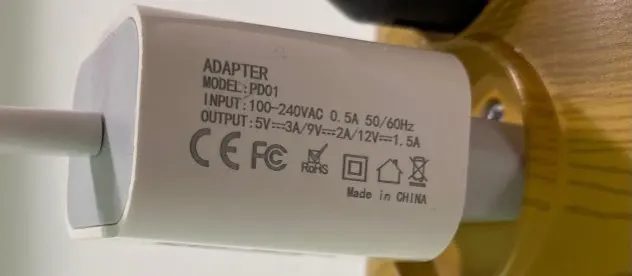 ADAPTER
MODEL:PD01
INPUT:100-240VAC 0.5A 50/60Hz
OUTPUT:5V⎓3A/9V⎓2A/12V⎓1.5A
CE FC RoHS
Made in CHINA